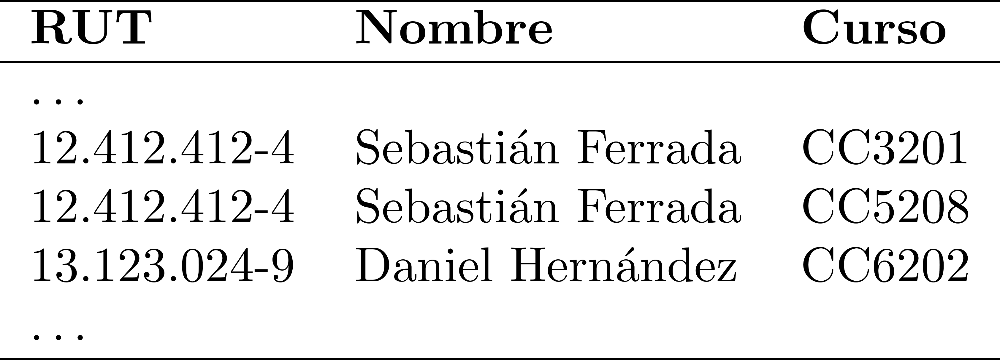 RUT Nombre Curso
. . .
12.412.412-4 Sebastián Ferrada CC3201
12.412.412-4 Sebastián Ferrada CC5208
13.123.024-9 Daniel Hernández CC6202
. . .